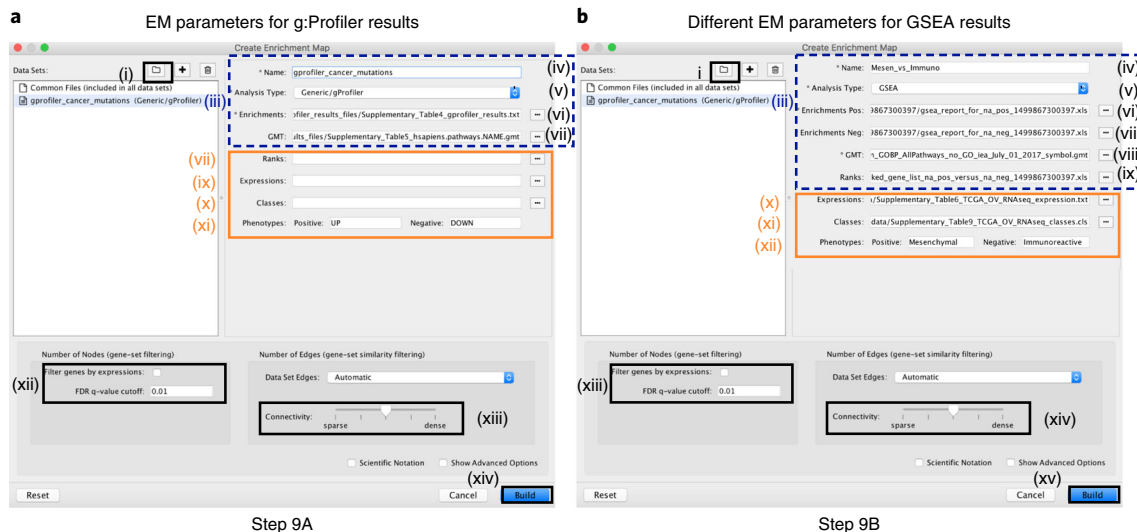 a
EM parameters for g:Profiler results
Create Enrichment Map
Data Sets:
(i)
Common Files (included in all data sets)
gprofiler_cancer_mutations (Generic/gProfiler)
(iii)
* Name: gprofiler_cancer_mutations
(iv)
* Analysis Type: Generic/gProfiler
(v)
* Enrichments: ofiler_results_files/Supplementary_Table4_gprofiler_results.txt
(vi)
GMT: ults_files/Supplementary_Table5_hsapiens.pathways.NAME.gmt
(vii)
(vii)
Ranks:
(ix)
Expressions:
(x)
Classes:
(xi)
Phenotypes: Positive: UP Negative: DOWN
Number of Nodes (gene-set filtering)
(xii)
Filter genes by expressions:
FDR q-value cutoff: 0.01
Number of Edges (gene-set similarity filtering)
Data Set Edges: Automatic
Connectivity:
sparse dense
(xiii)
Scientific Notation Show Advanced Options
(xiv)
Reset Cancel Build
Step 9A
b
Different EM parameters for GSEA results
Create Enrichment Map
Data Sets:
i
Common Files (included in all data sets)
gprofiler_cancer_mutations (Generic/gProfiler)
(iii)
* Name: Mesen_vs_Immuno
(iv)
* Analysis Type: GSEA
(v)
Enrichments Pos: 9867300397/gsea_report_for_na_pos_1499867300397.xls
(vi)
Enrichments Neg: 9867300397/gsea_report_for_na_neg_1499867300397.xls
(vii
* GMT: n_GOBP_AllPathways_no_GO_iea_July_01_2017_symbol.gmt
(viii
Ranks: ked_gene_list_na_pos_versus_na_neg_1499867300397.xls
(ix)
(x)
Expressions: a/Supplementary_Table6_TCGA_OV_RNAseq_expression.txt
(xi)
Classes: data/Supplementary_Table9_TCGA_OV_RNAseq_classes.cls
(xii)
Phenotypes: Positive: Mesenchymal Negative: Immunoreactive
Number of Nodes (gene-set filtering)
(xiii)
Filter genes by expressions:
FDR q-value cutoff: 0.01
Number of Edges (gene-set similarity filtering)
Data Set Edges: Automatic
Connectivity:
sparse dense
(xiv)
Scientific Notation Show Advanced Options
(xv)
Reset Cancel Build
Step 9B